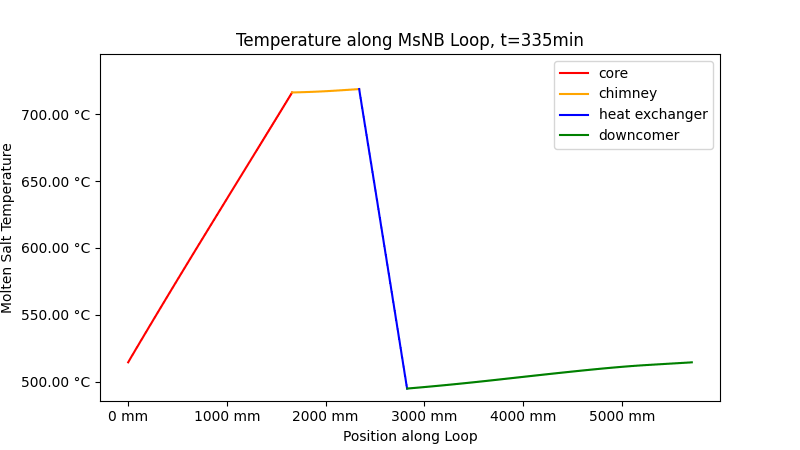 Temperature along MsNB Loop, t=335min
core
chimney
heat exchanger
downcomer
Molten Salt Temperature
700.00 °C
650.00 °C
600.00 °C
550.00 °C
500.00 °C
0 mm
1000 mm
2000 mm
3000 mm
4000 mm
5000 mm
Position along Loop